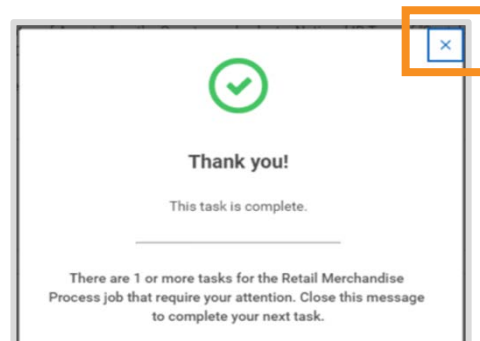 Thank you!
This task is complete.
There are 1 or more tasks for the Retail Merchandise
Process job that require your attention. Close this message
to complete your next task.